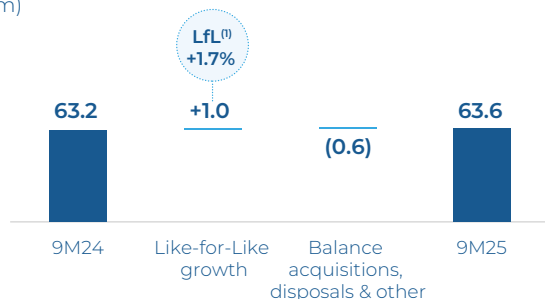 m)
LfL(1)
+1.7%
63.2
+1.0
(0.6)
63.6
9M24
Like-for-Like
growth
Balance
acquisitions,
disposals & other
9M25